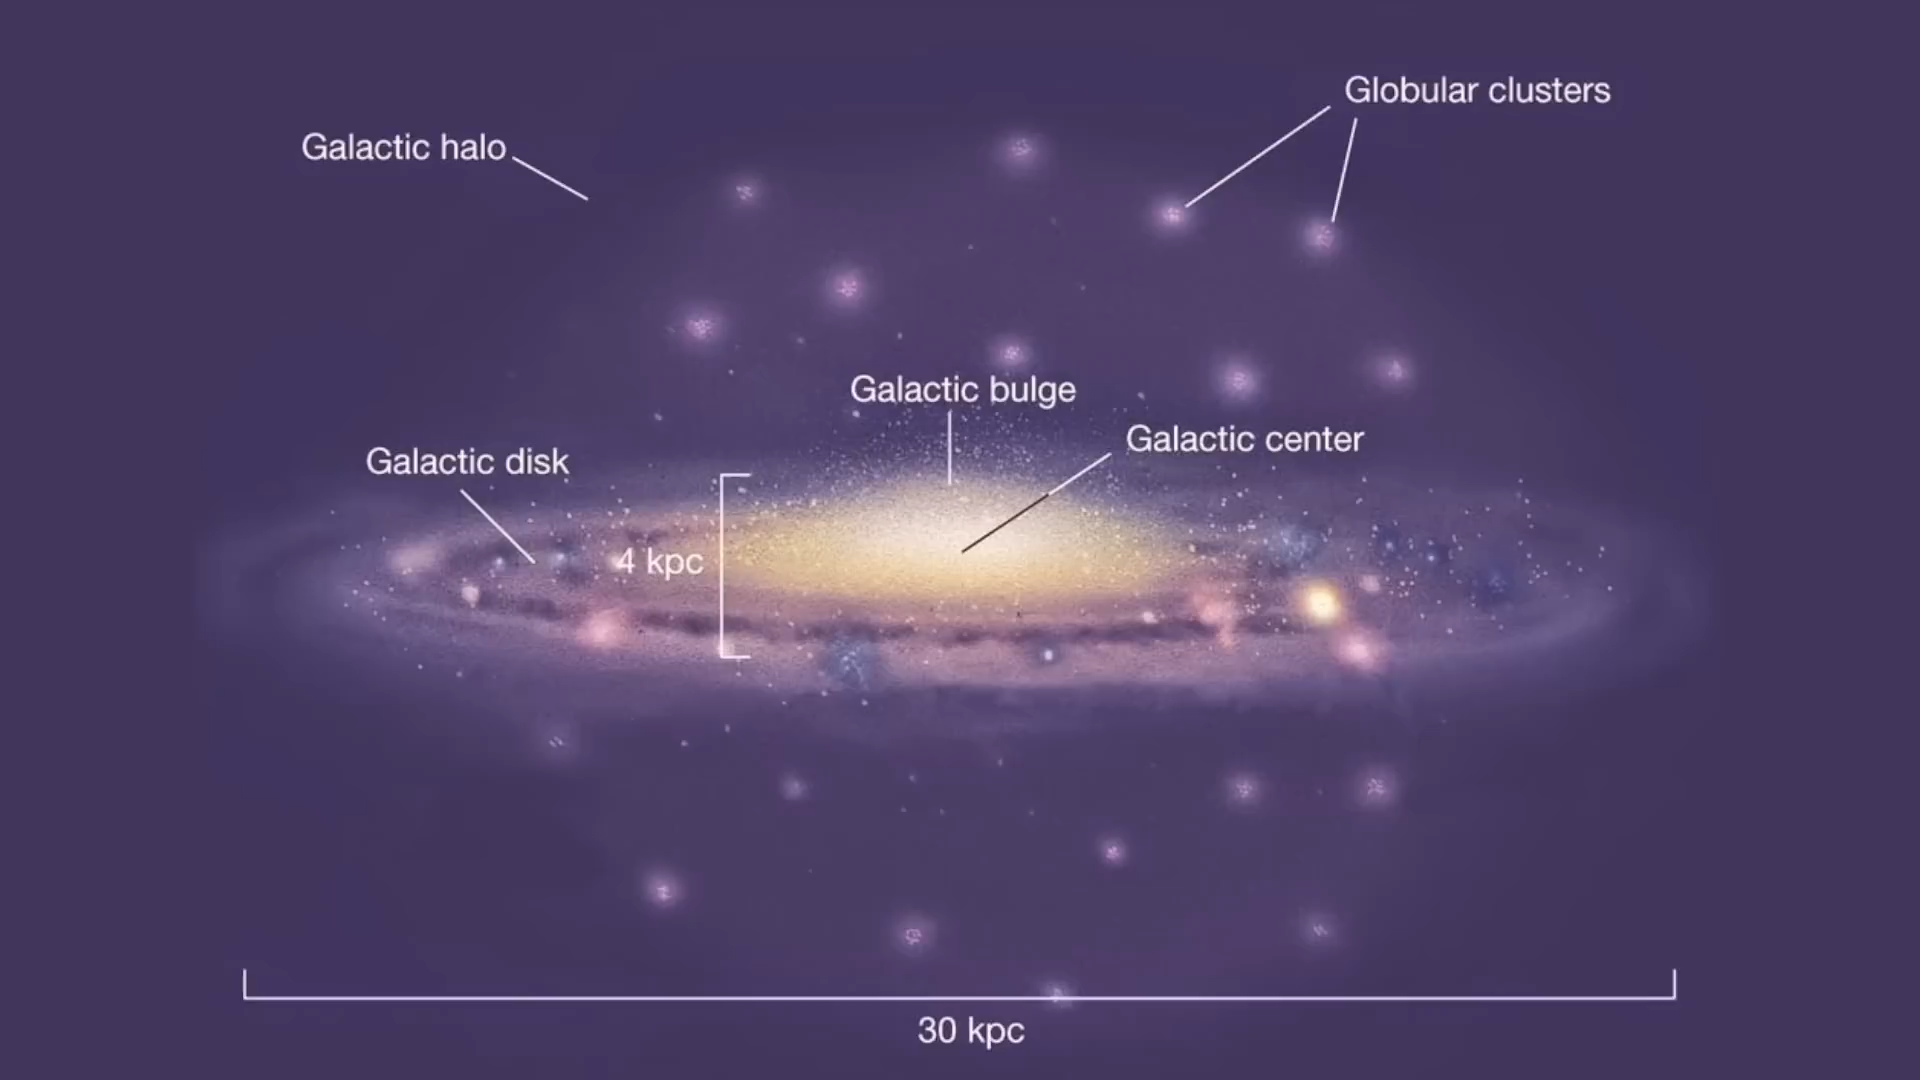 Globular clusters
Galactic halo
Galactic bulge
Galactic center
Galactic disk
4 kpc
30 kpc